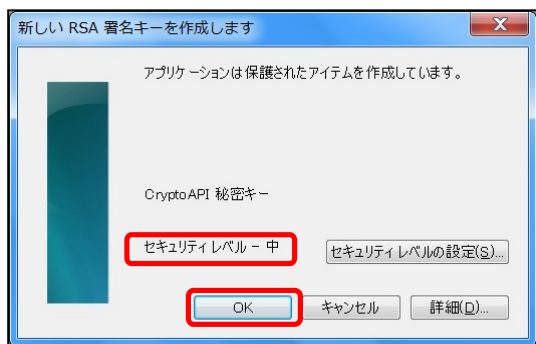 新しい RSA 署名キーを作成します
アプリケーションは保護されたアイテムを作成しています。
CryptoAPI 秘密キー
セキュリティ レベル - 中
セキュリティ レベルの設定(S)...
OK
キャンセル
詳細(D)...